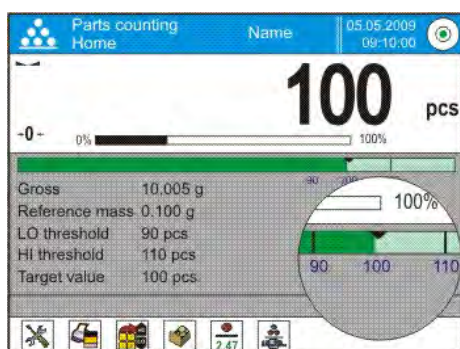 Parts counting
Home
Name
05.05.2009
09:10:00
100 pcs
→0←
0%
100%
90
Gross 10,005 g
Reference mass 0.100 g
LO threshold 90 pcs
HI threshold 110 pcs
Target value 100 pcs
100%
90 100 110
2.47